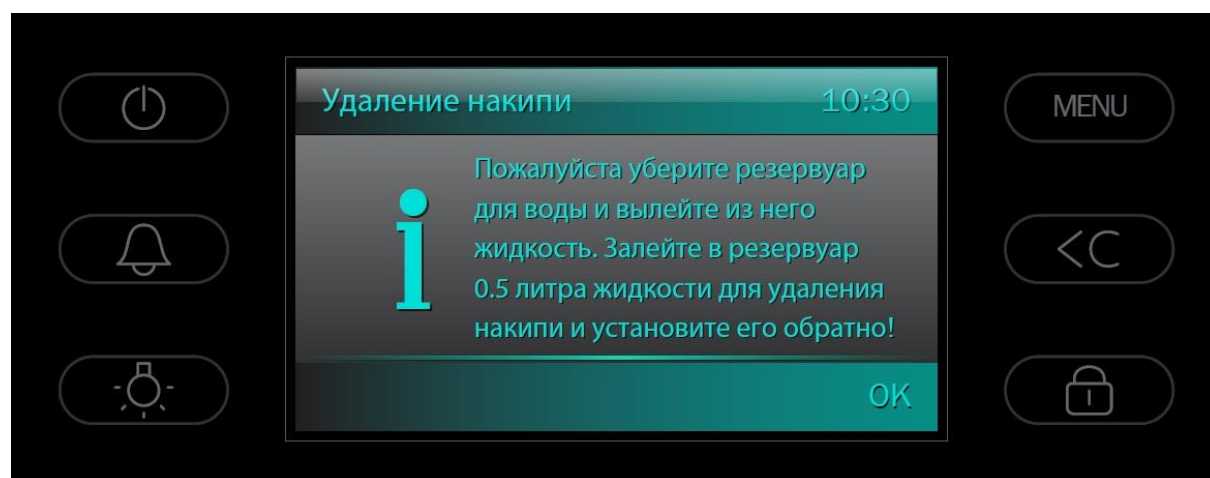 Удаление накипи 10:30
MENU
Пожалуйста уберите резервуар
для воды и вылейте из него
жидкость. Залейте в резервуар
0.5 литра жидкости для удаления
накипи и установите его обратно!
<C
OK